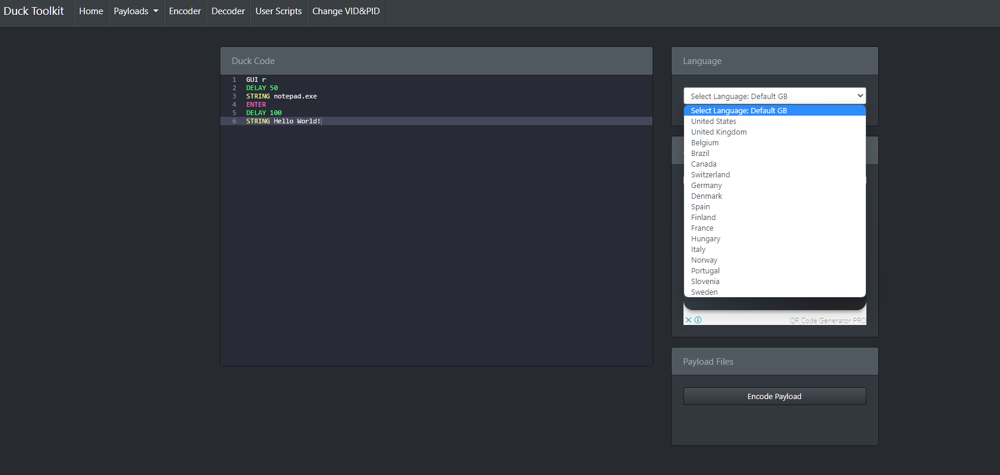 Duck Toolkit Home Payloads Encoder Decoder User Scripts Change VID&PID
Duck Code
1 GUI r
2 DELAY 50
3 STRING notepad.exe
4 ENTER
5 DELAY 100
6 STRING Hello World!
Language
Select Language: Default GB
Select Language: Default GB
United States
United Kingdom
Belgium
Brazil
Canada
Switzerland
Germany
Denmark
Spain
Finland
France
Hungary
Italy
Norway
Portugal
Slovenia
Sweden
QR Code Generator PRO
Payload Files
Encode Payload